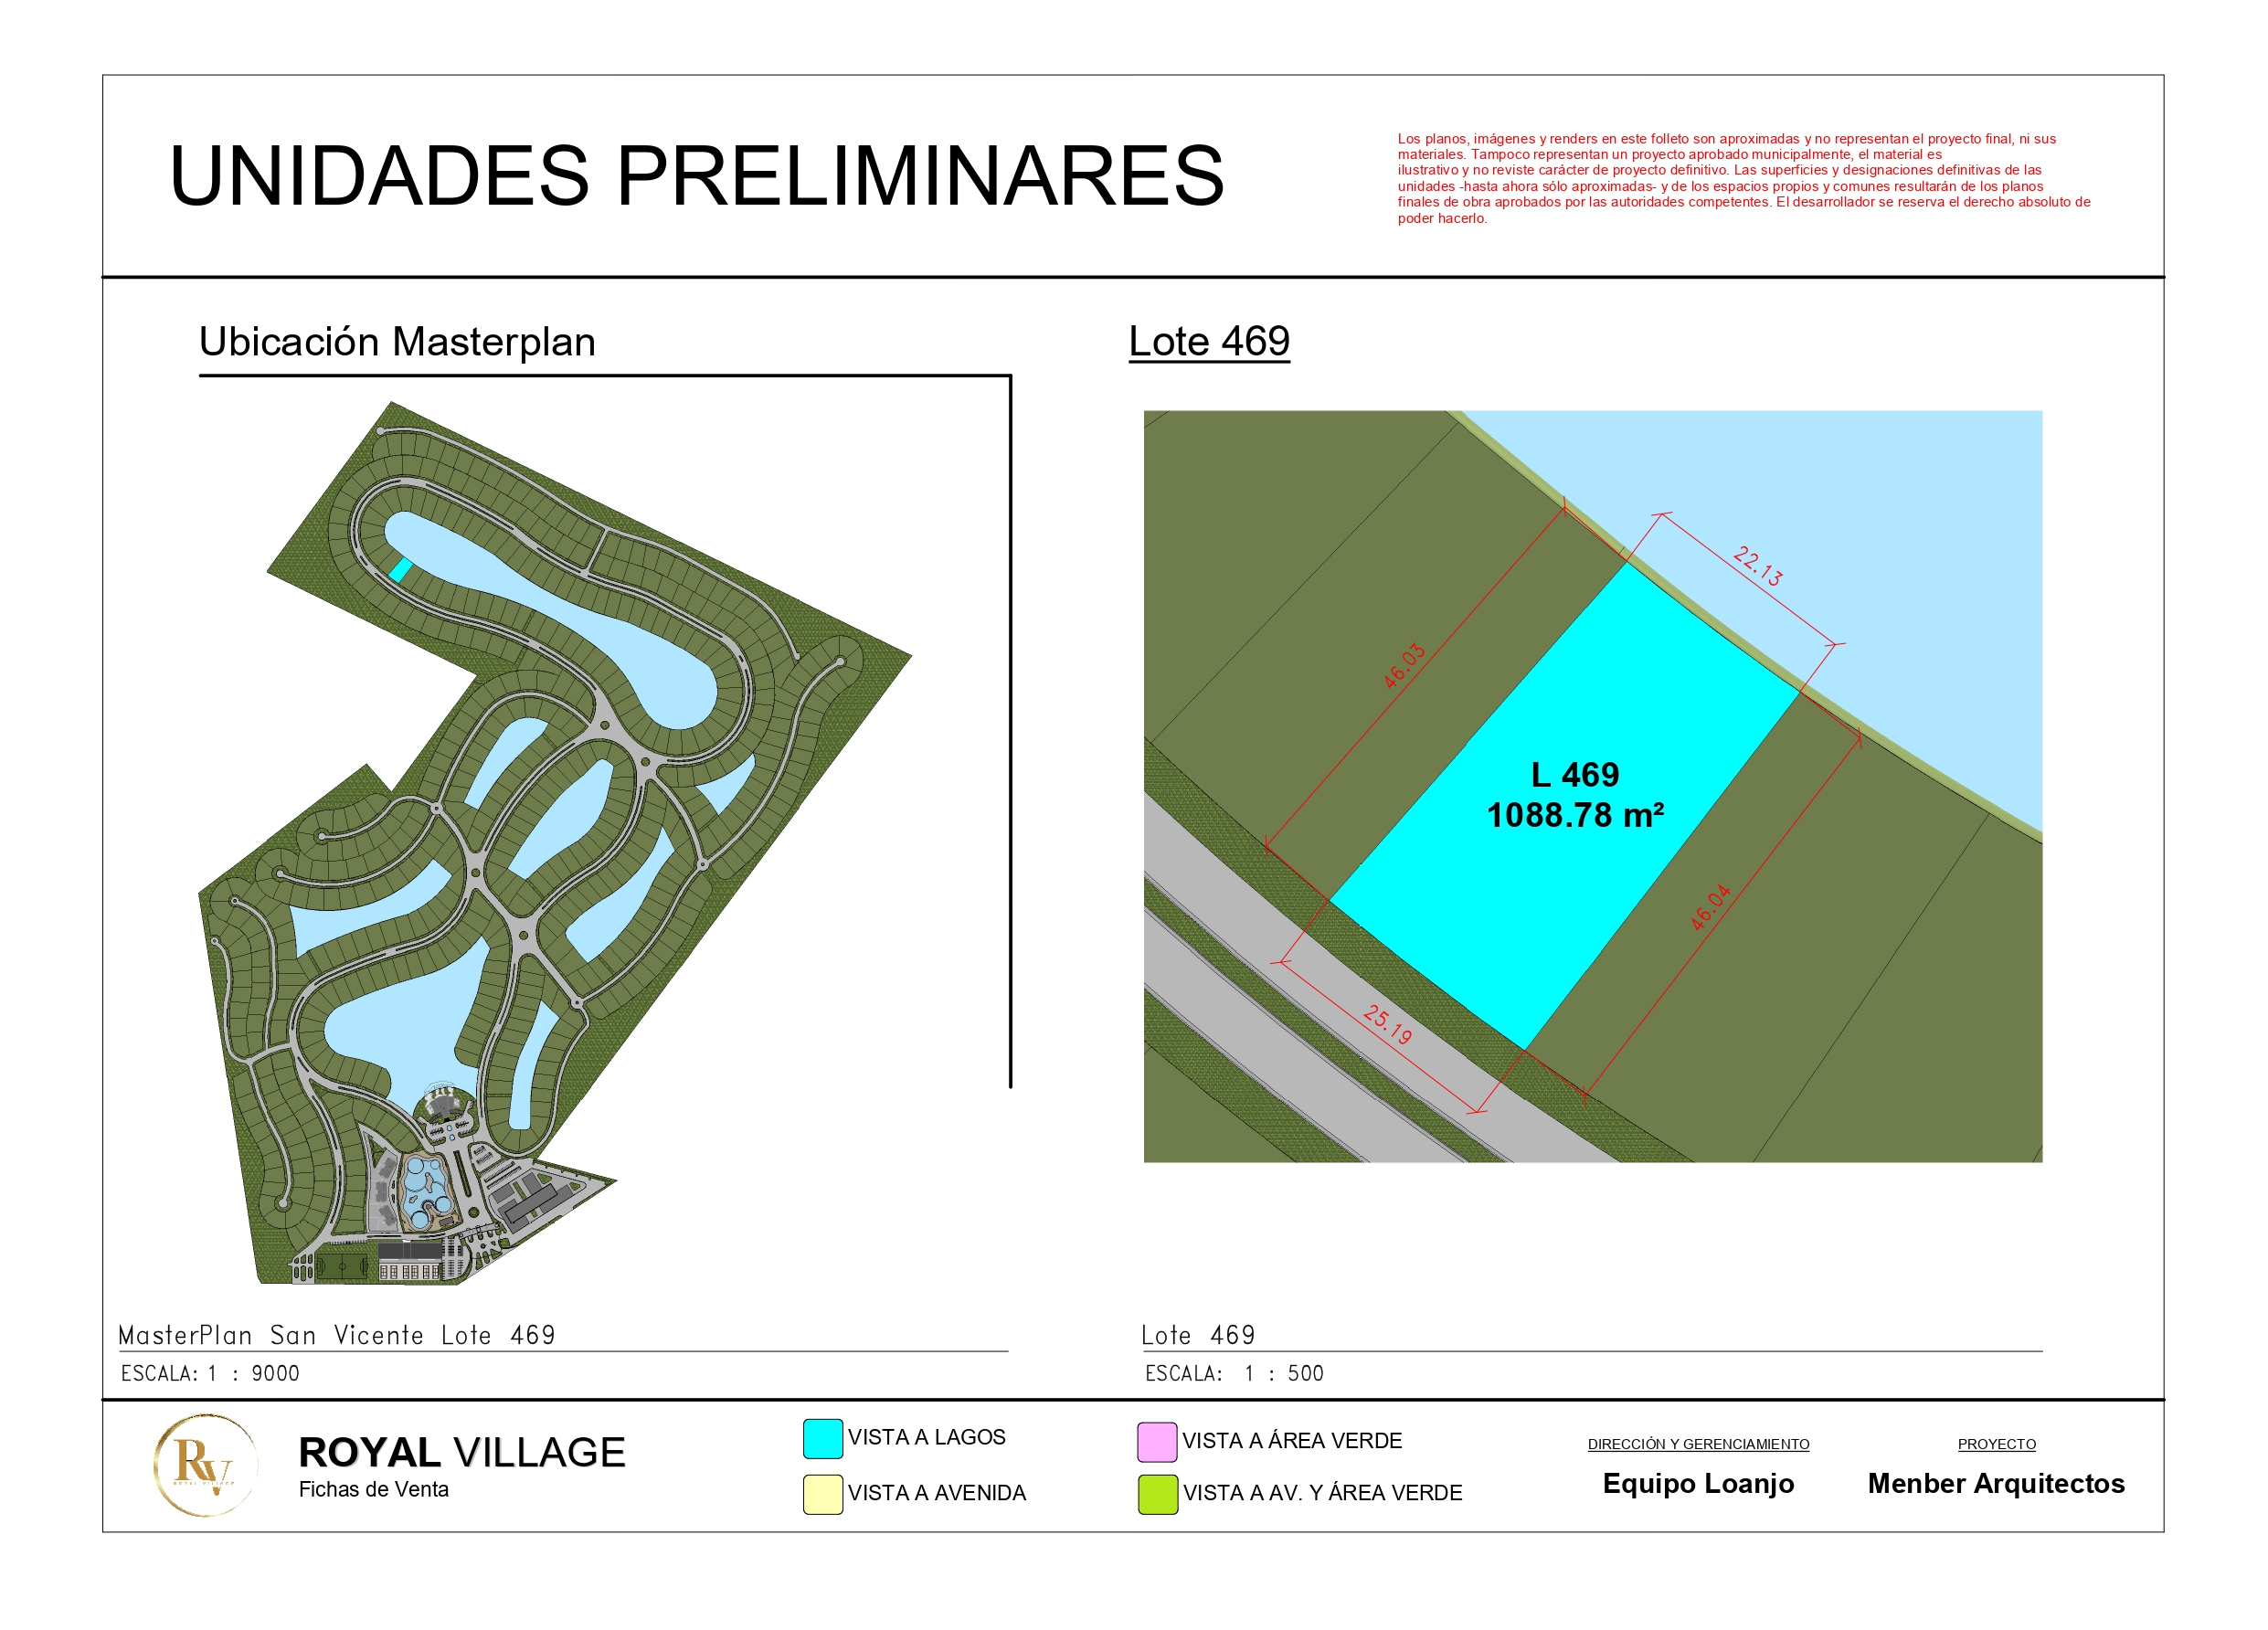 UNIDADES PRELIMINARES
Los planos, imágenes y renders en este folleto son aproximadas y no representan el proyecto final, ni sus
materiales. Tampoco representan un proyecto aprobado municipalmente, el material es
ilustrativo y no reviste carácter de proyecto definitivo. Las superficies y designaciones definitivas de las
unidades -hasta ahora sólo aproximadas- y de los espacios propios y comunes resultarán de los planos
finales de obra aprobados por las autoridades competentes. El desarrollador se reserva el derecho absoluto de
poder hacerlo.
Ubicación Masterplan
Lote 469
22.13
46.03
L 469
1088.78 m²
46.04
25.19
MasterPlan San Vicente Lote 469
ESCALA: 1 : 9000
Lote 469
ESCALA: 1 : 500
RV
ROYAL VILLAGE
ROYAL VILLAGE
Fichas de Venta
VISTA A LAGOS
VISTA A AVENIDA
VISTA A ÁREA VERDE
VISTA A AV. Y ÁREA VERDE
DIRECCIÓN Y GERENCIAMIENTO
Equipo Loanjo
PROYECTO
Menber Arquitectos